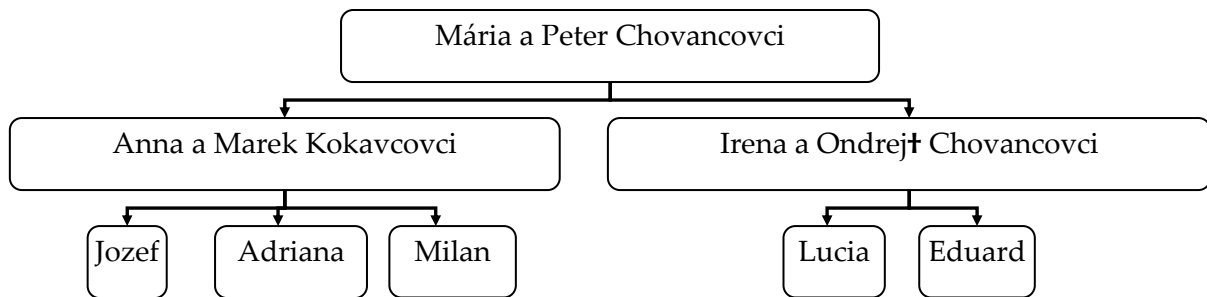 Mária a Peter Chovancovci
Anna a Marek Kokavcovci
Irena a Ondrej† Chovancovci
Jozef
Adriana
Milan
Lucia
Eduard